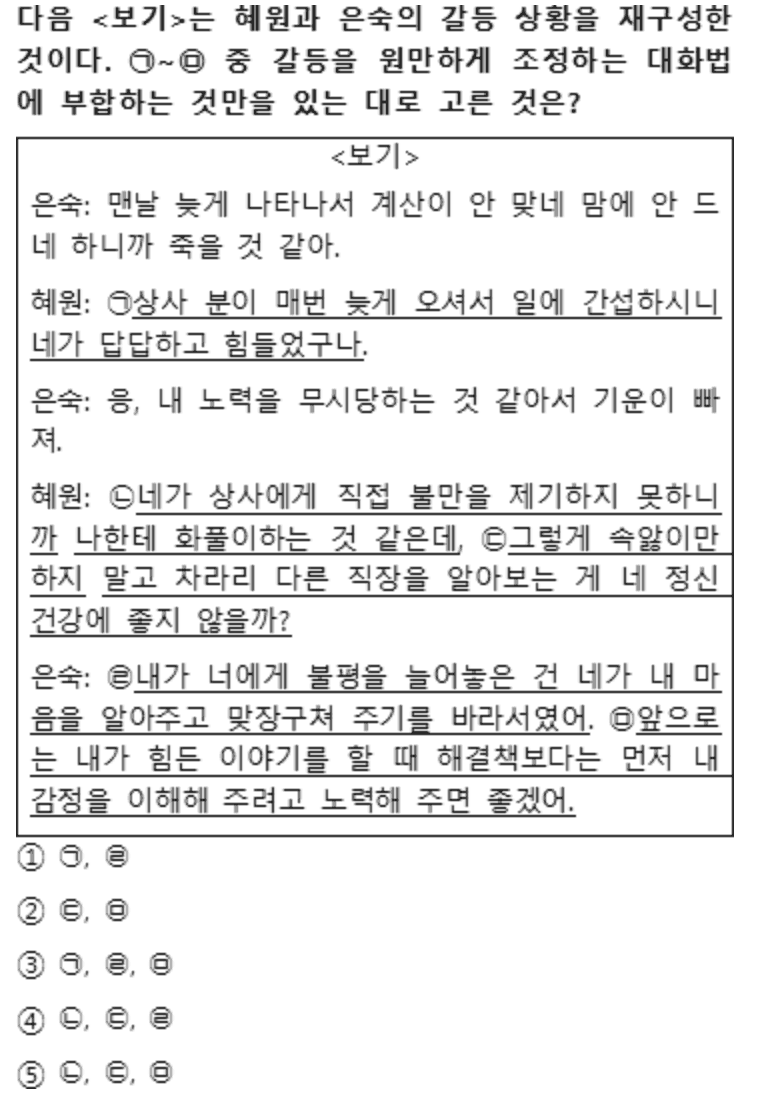 다음 <보기>는 혜원과 은숙의 갈등 상황을 재구성한
것이다. ㉠~㉤ 중 갈등을 원만하게 조정하는 대화법
에 부합하는 것만을 있는 대로 고른 것은?
<보기>
은숙: 맨날 늦게 나타나서 계산이 안 맞네 맘에 안 드
네 하니까 죽을 것 같아.
혜원: ㉠상사 분이 매번 늦게 오셔서 일에 간섭하시니
네가 답답하고 힘들었구나.
은숙: 응, 내 노력을 무시당하는 것 같아서 기운이 빠
져.
혜원: ㉡네가 상사에게 직접 불만을 제기하지 못하니
까 나한테 화풀이하는 것 같은데, ㉢그렇게 속앓이만
하지 말고 차라리 다른 직장을 알아보는 게 네 정신
건강에 좋지 않을까?
은숙: ㉣내가 너에게 불평을 늘어놓은 건 네가 내 마
음을 알아주고 맞장구쳐 주기를 바라서였어. ㉤앞으로
는 내가 힘든 이야기를 할 때 해결책보다는 먼저 내
감정을 이해해 주려고 노력해 주면 좋겠어.
① ㉠, ㉣
② ㉢, ㉤
③ ㉠, ㉣, ㉤
④ ㉡, ㉢, ㉣
⑤ ㉡, ㉢, ㉤